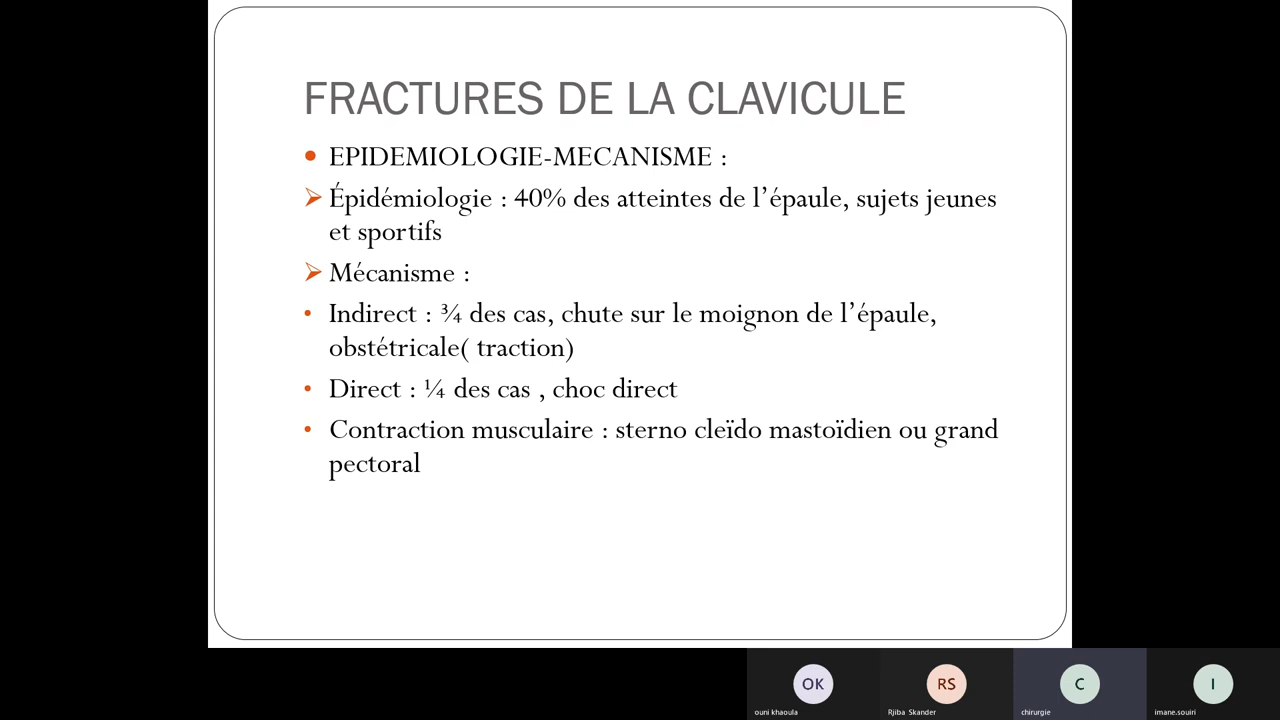 FRACTURES DE LA CLAVICULE
EPIDEMIOLOGIE-MECANISME :
Épidémiologie : 40% des atteintes de l’épaule, sujets jeunes
et sportifs
Mécanisme :
Indirect : ¾ des cas, chute sur le moignon de l’épaule,
obstétricale( traction)
Direct : ¼ des cas , choc direct
Contraction musculaire : sterno cleïdo mastoïdien ou grand
pectoral
OK
RS
C
I
ouni khaoula
Rjiba Skander
chirurgie
imane.souiri